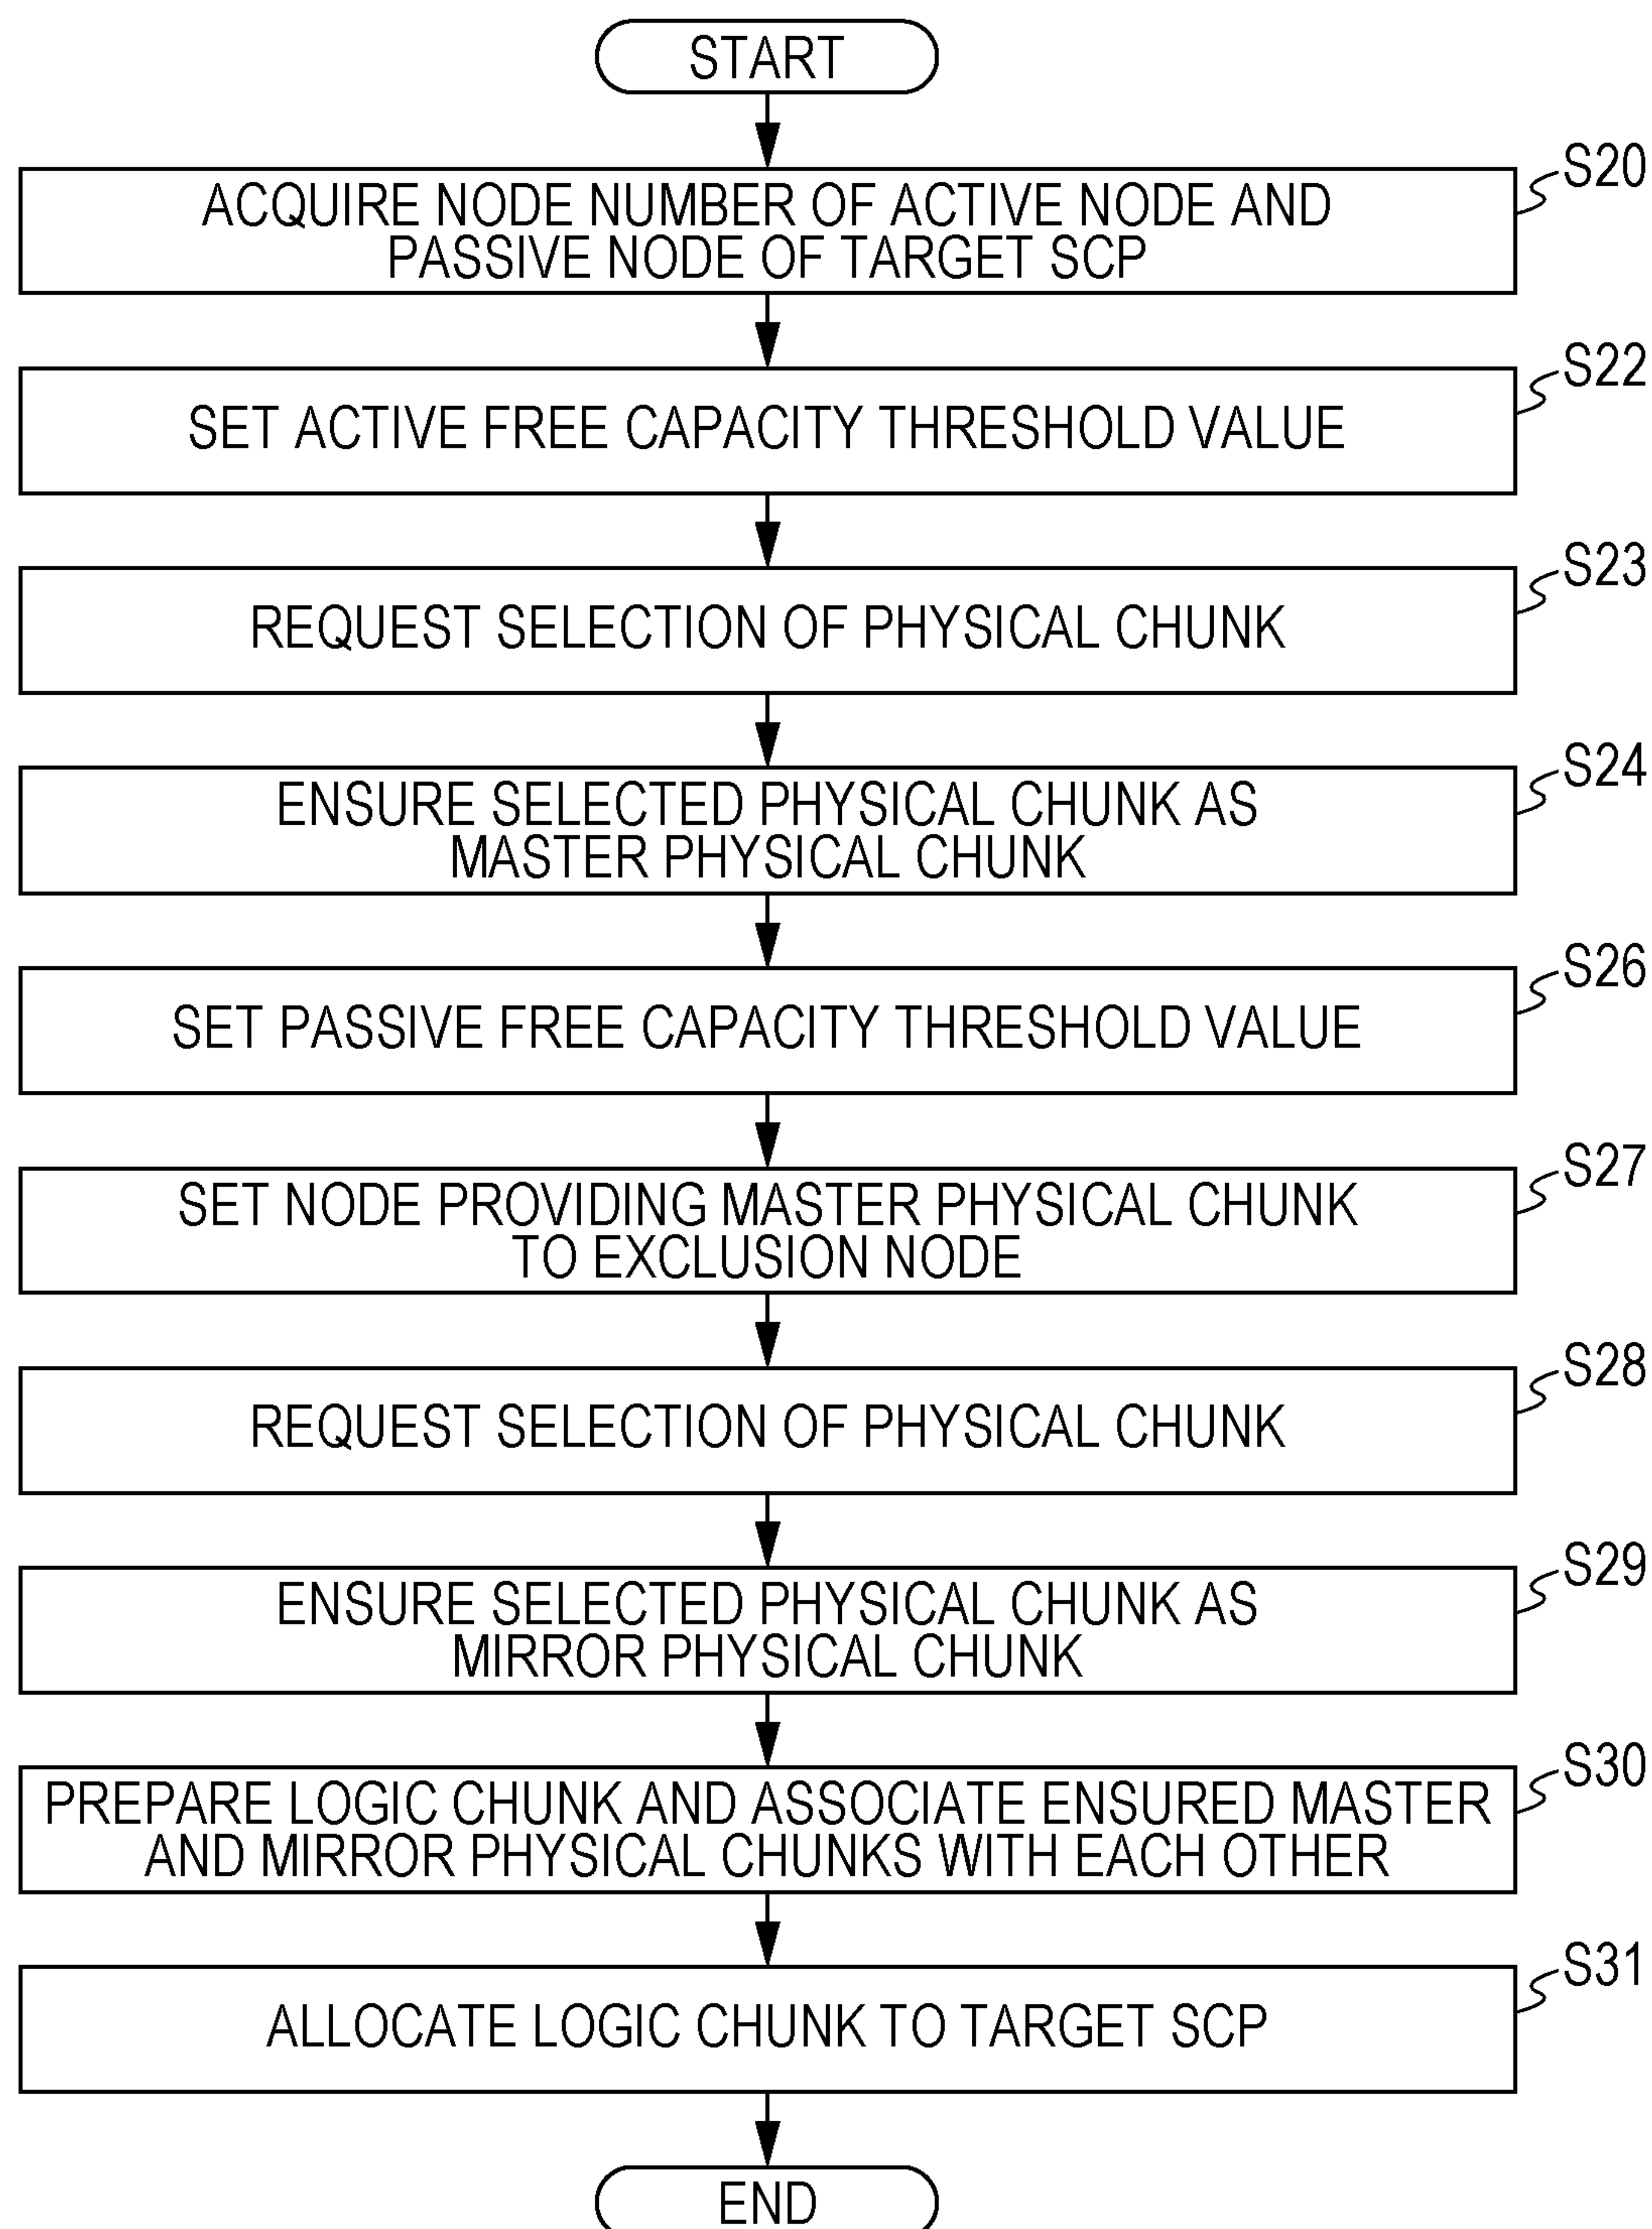 START
S20
ACQUIRE NODE NUMBER OF ACTIVE NODE AND
PASSIVE NODE OF TARGET SCP
S22
SET ACTIVE FREE CAPACITY THRESHOLD VALUE
S23
REQUEST SELECTION OF PHYSICAL CHUNK
S24
ENSURE SELECTED PHYSICAL CHUNK AS
MASTER PHYSICAL CHUNK
S26
SET PASSIVE FREE CAPACITY THRESHOLD VALUE
S27
SET NODE PROVIDING MASTER PHYSICAL CHUNK
TO EXCLUSION NODE
S28
REQUEST SELECTION OF PHYSICAL CHUNK
S29
ENSURE SELECTED PHYSICAL CHUNK AS
MIRROR PHYSICAL CHUNK
S30
PREPARE LOGIC CHUNK AND ASSOCIATE ENSURED MASTER
AND MIRROR PHYSICAL CHUNKS WITH EACH OTHER
S31
ALLOCATE LOGIC CHUNK TO TARGET SCP
END